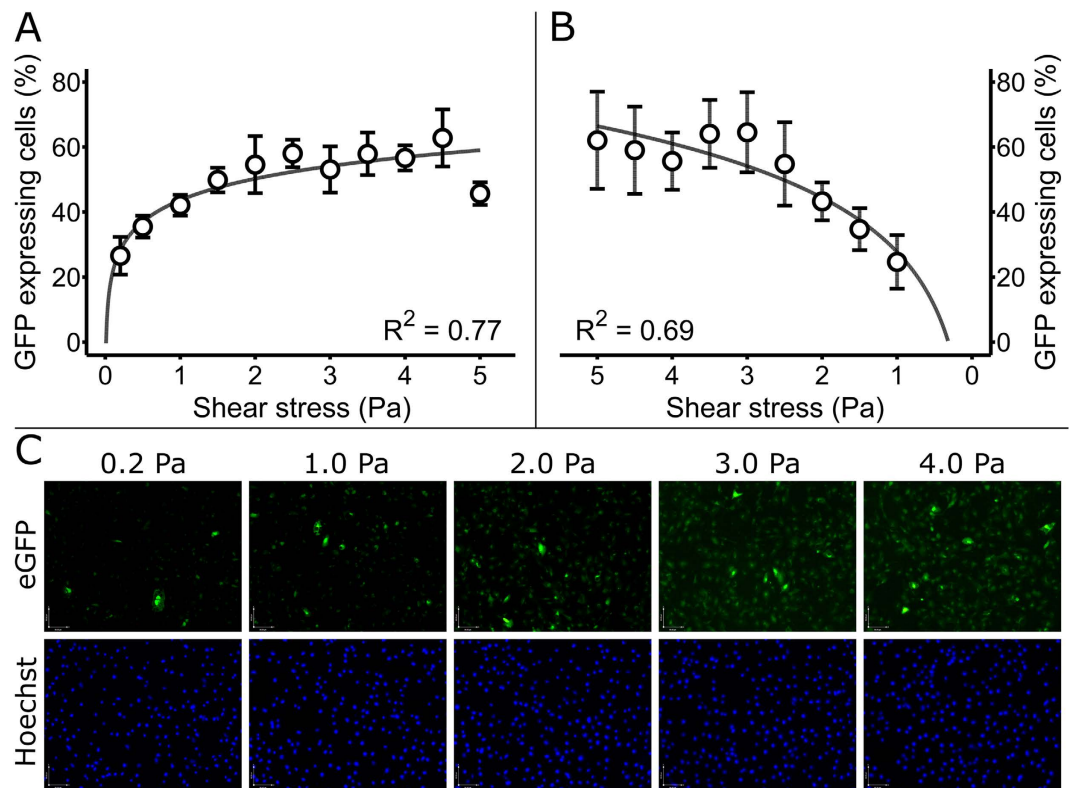 A
GFP expressing cells (%)
80
60
40
20
0
R² = 0.77
0 1 2 3 4 5
Shear stress (Pa)
B
80
60
40
20
0
GFP expressing cells (%)
R² = 0.69
5 4 3 2 1 0
Shear stress (Pa)
C
0.2 Pa 1.0 Pa 2.0 Pa 3.0 Pa 4.0 Pa
eGFP
Hoechst